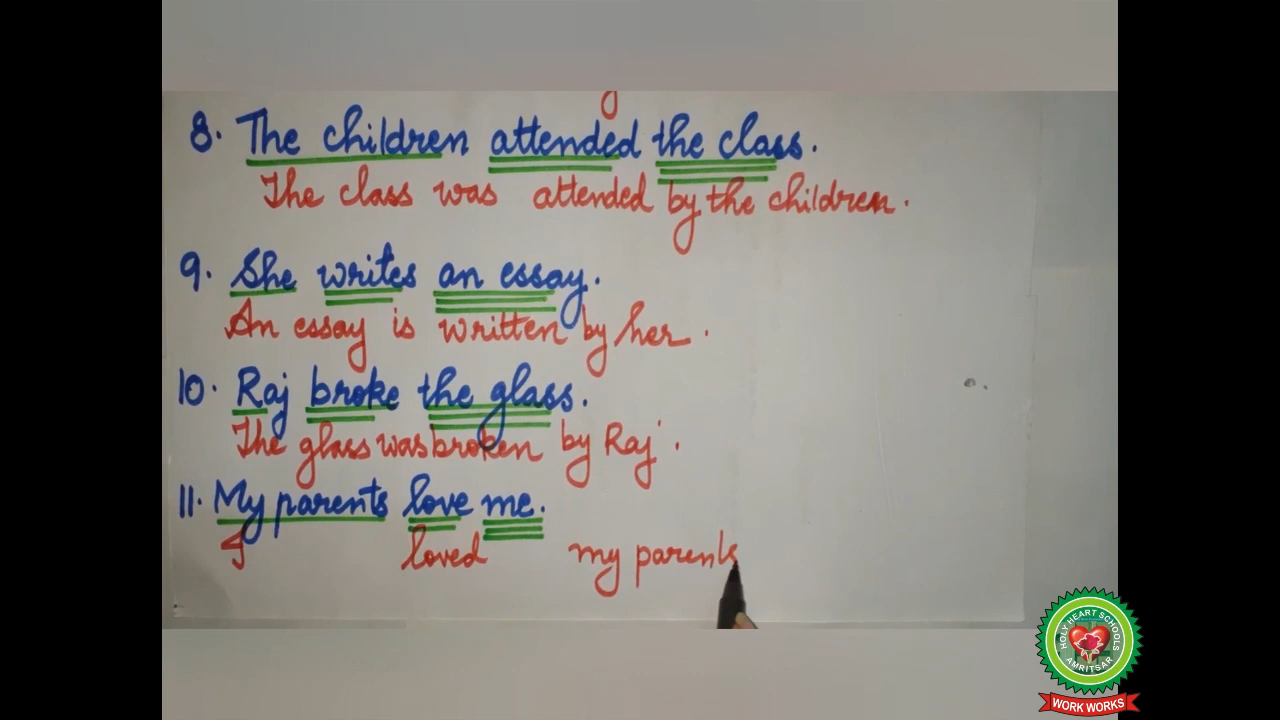 8. The children attended the class.
The class was attended by the children.
9. She writes an essay.
An essay is written by her.
10. Raj broke the glass.
The glass was broken by Raj.
11. My parents love me.
I loved my parents
HOLY HEART SCHOOLS
AMRITSAR
WORK WORKS